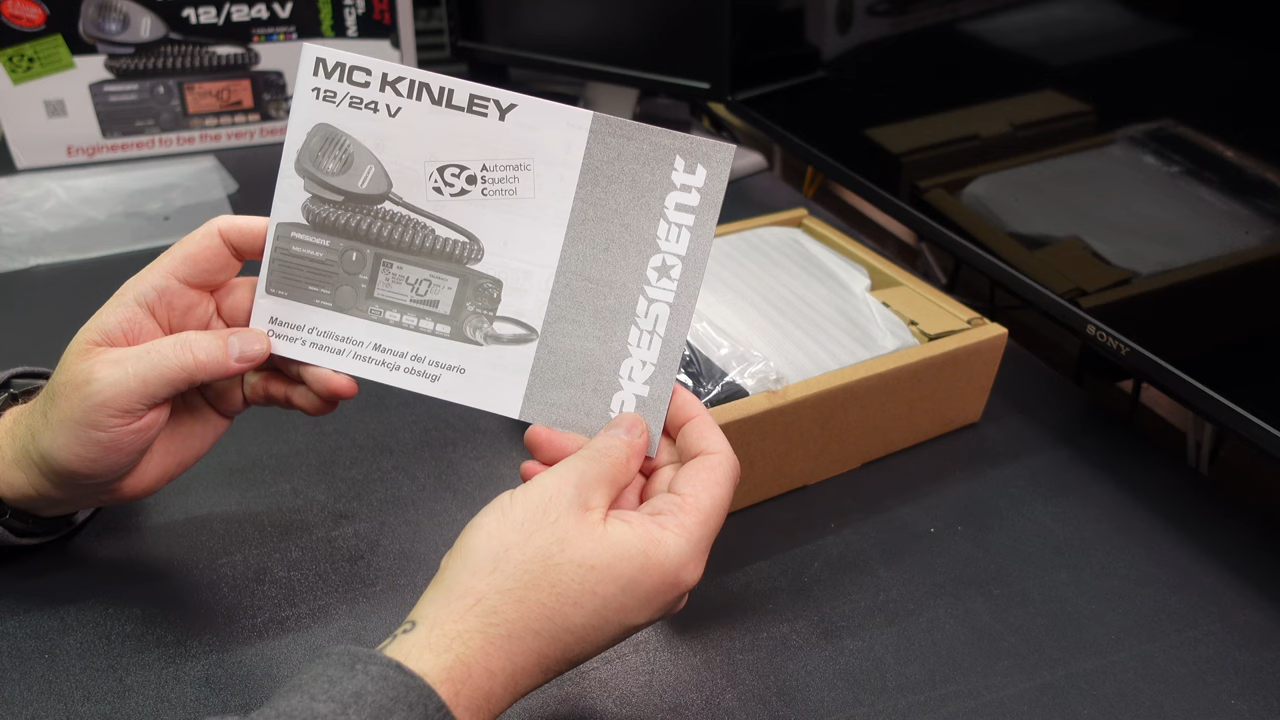 12/24 V
Engineered to be the very best
MC KINLEY
12/24 V
ASC
Automatic
Squelch
Control
PRESIDENT
MC KINLEY
40
Manuel d'utilisation / Manual del usuario
Owner's manual / Instrukcja obsługi
PRESIDENT
SONY